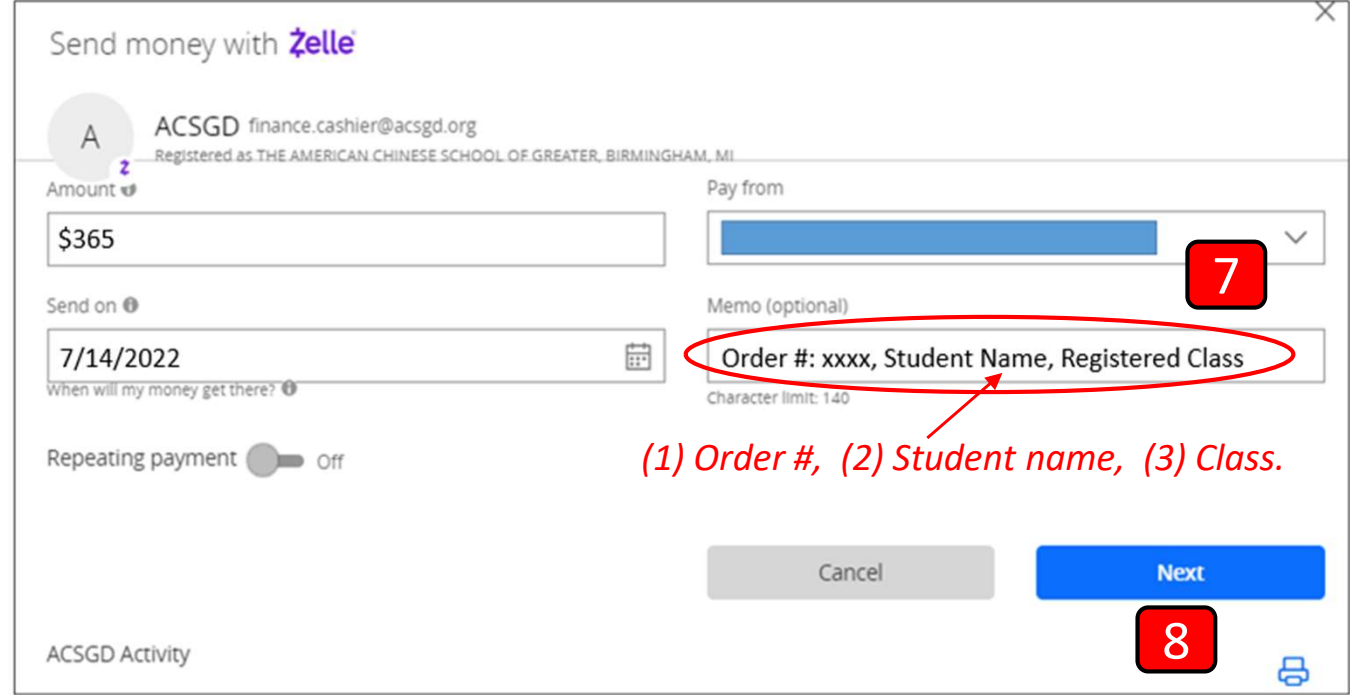 Send money with Zelle
A
ACSGD finance.cashier@acsgd.org
Registered as THE AMERICAN CHINESE SCHOOL OF GREATER, BIRMINGHAM, MI
Amount
$365
Pay from
7
Send on
7/14/2022
When will my money get there?
Memo (optional)
Order #: xxxx, Student Name, Registered Class
Character limit: 140
(1) Order #, (2) Student name, (3) Class.
Repeating payment Off
Cancel
Next
8
ACSGD Activity